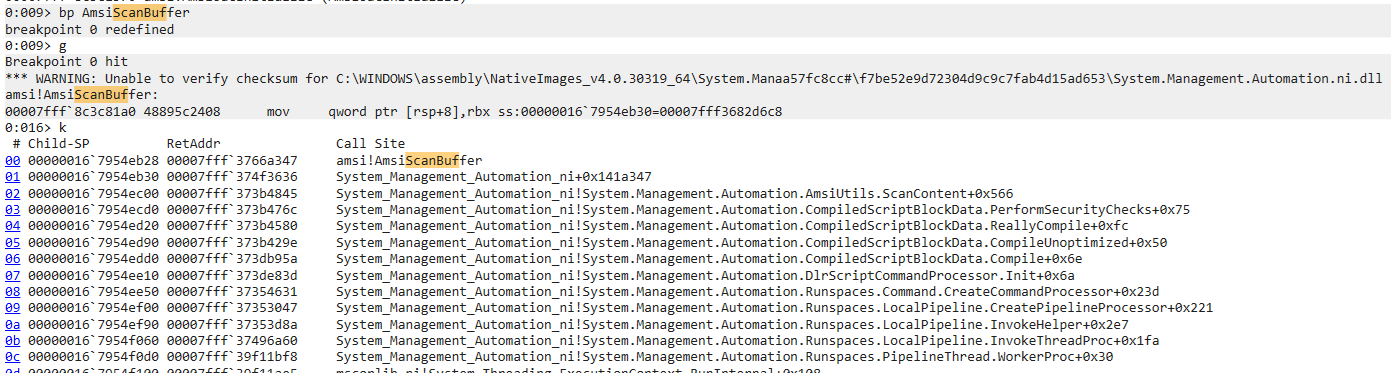 0:009> bp AmsiScanBuffer
breakpoint 0 redefined
0:009> g
Breakpoint 0 hit
*** WARNING: Unable to verify checksum for C:\WINDOWS\assembly\NativeImages_v4.0.30319_64\System.Manaa57fc8cc#\f7be52e9d72304d9c9c7fab4d15ad653\System.Management.Automation.ni.dll
amsi!AmsiScanBuffer:
00007fff`8c3c81a0 48895c2408      mov     qword ptr [rsp+8],rbx ss:00000016`7954eb30=00007fff3682d6c8
0:016> k
 # Child-SP          RetAddr               Call Site
00 00000016`7954eb28 00007fff`3766a347     amsi!AmsiScanBuffer
01 00000016`7954eb30 00007fff`374f3636     System_Management_Automation_ni+0x141a347
02 00000016`7954ec00 00007fff`373b4845     System_Management_Automation_ni!System.Management.Automation.AmsiUtils.ScanContent+0x566
03 00000016`7954ecd0 00007fff`373b476c     System_Management_Automation_ni!System.Management.Automation.CompiledScriptBlockData.PerformSecurityChecks+0x75
04 00000016`7954ed20 00007fff`373b4580     System_Management_Automation_ni!System.Management.Automation.CompiledScriptBlockData.ReallyCompile+0xfc
05 00000016`7954ed90 00007fff`373b429e     System_Management_Automation_ni!System.Management.Automation.CompiledScriptBlockData.CompileUnoptimized+0x50
06 00000016`7954edd0 00007fff`373db95a     System_Management_Automation_ni!System.Management.Automation.CompiledScriptBlockData.Compile+0x6e
07 00000016`7954ee10 00007fff`373de83d     System_Management_Automation_ni!System.Management.Automation.DlrScriptCommandProcessor.Init+0x6a
08 00000016`7954ee50 00007fff`37354631     System_Management_Automation_ni!System.Management.Automation.Runspaces.Command.CreateCommandProcessor+0x23d
09 00000016`7954ef00 00007fff`37353047     System_Management_Automation_ni!System.Management.Automation.Runspaces.LocalPipeline.CreatePipelineProcessor+0x221
0a 00000016`7954ef90 00007fff`37353d8a     System_Management_Automation_ni!System.Management.Automation.Runspaces.LocalPipeline.InvokeHelper+0x2e7
0b 00000016`7954f060 00007fff`37496a60     System_Management_Automation_ni!System.Management.Automation.Runspaces.LocalPipeline.InvokeThreadProc+0x1fa
0c 00000016`7954f0d0 00007fff`39f11bf8     System_Management_Automation_ni!System.Management.Automation.Runspaces.PipelineThread.WorkerProc+0x30